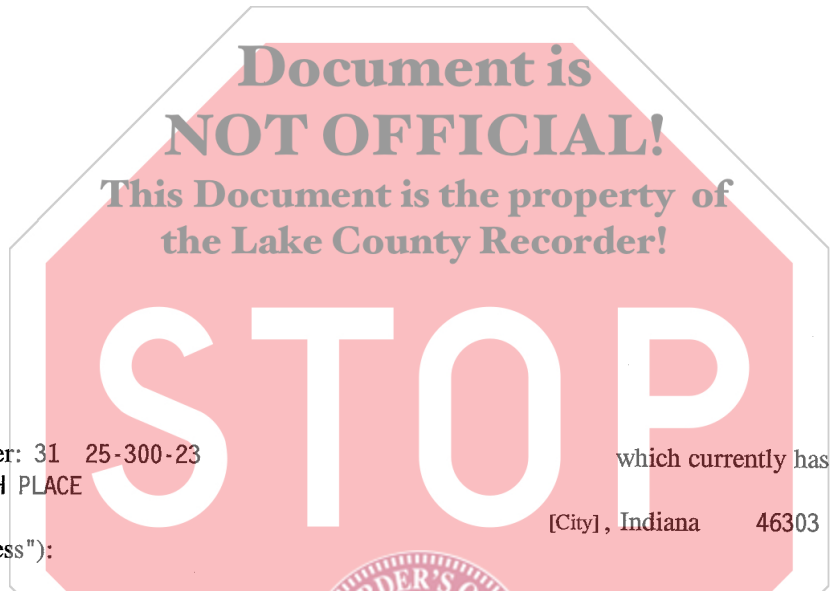 Document is
NOT OFFICIAL!
This Document is the property of
the Lake County Recorder!
STOP
er: 31 25-300-23 which currently has
H PLACE
[City] , Indiana 46303
ess"):
RDER'S O